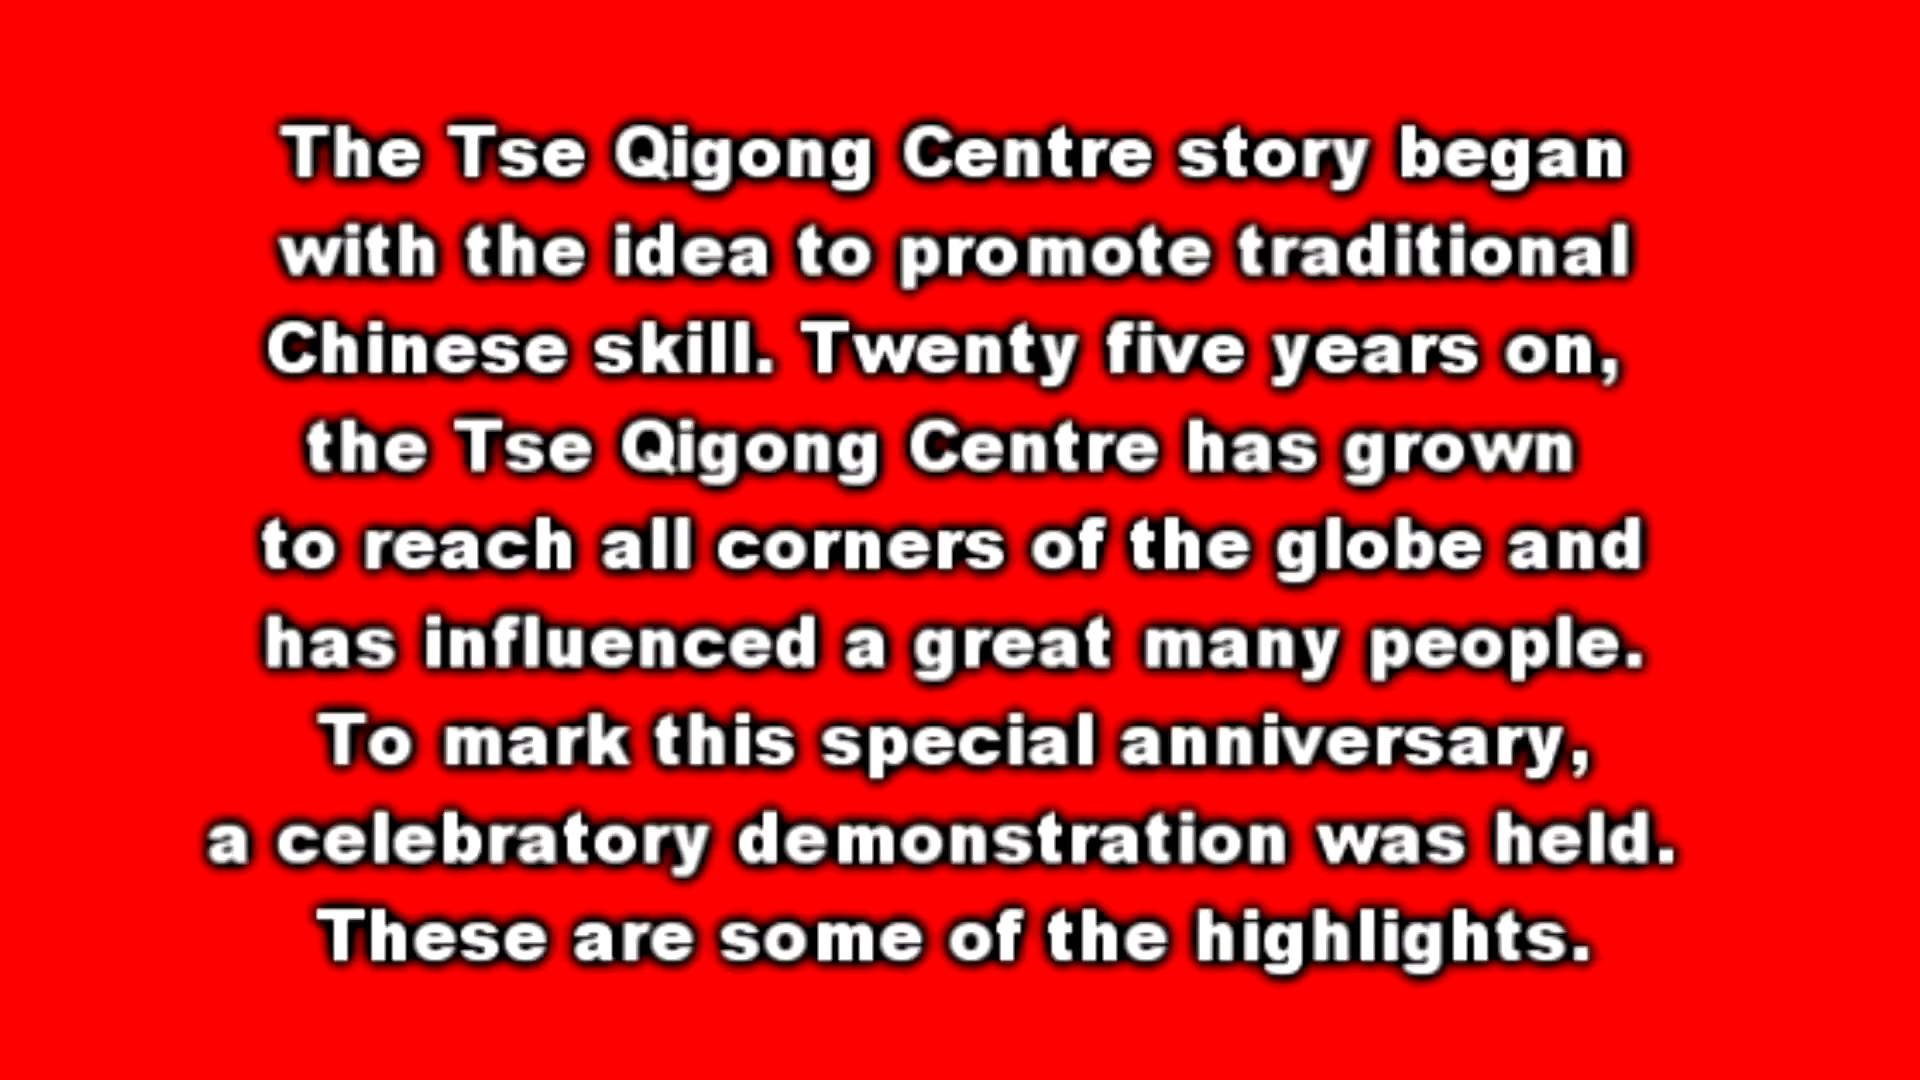 The Tse Qigong Centre story began
with the idea to promote traditional
Chinese skill. Twenty five years on,
the Tse Qigong Centre has grown
to reach all corners of the globe and
has influenced a great many people.
To mark this special anniversary,
a celebratory demonstration was held.
These are some of the highlights.